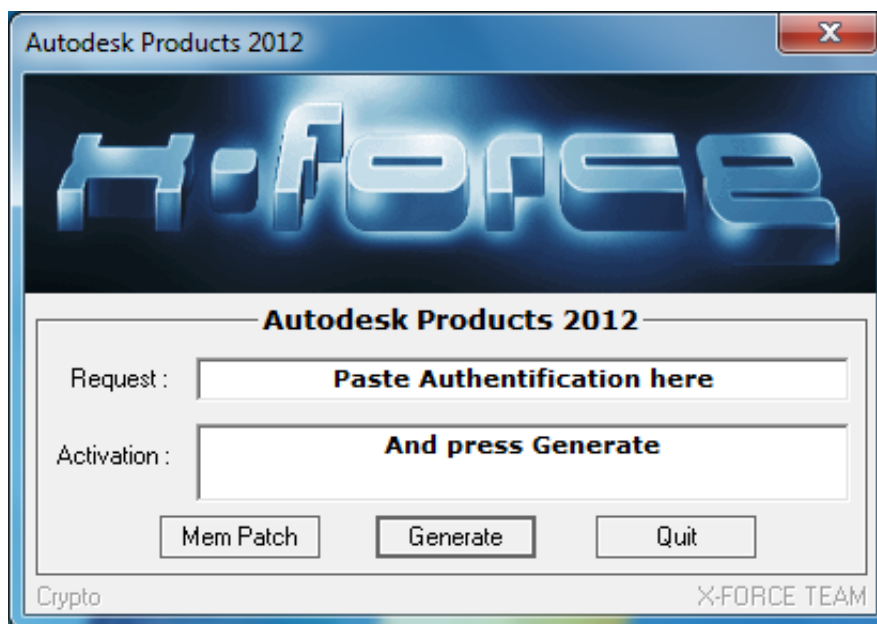 Autodesk Products 2012
x-force
Autodesk Products 2012
Request :
Paste Authentification here
Activation :
And press Generate
Mem Patch
Generate
Quit
Crypto
X-FORCE TEAM